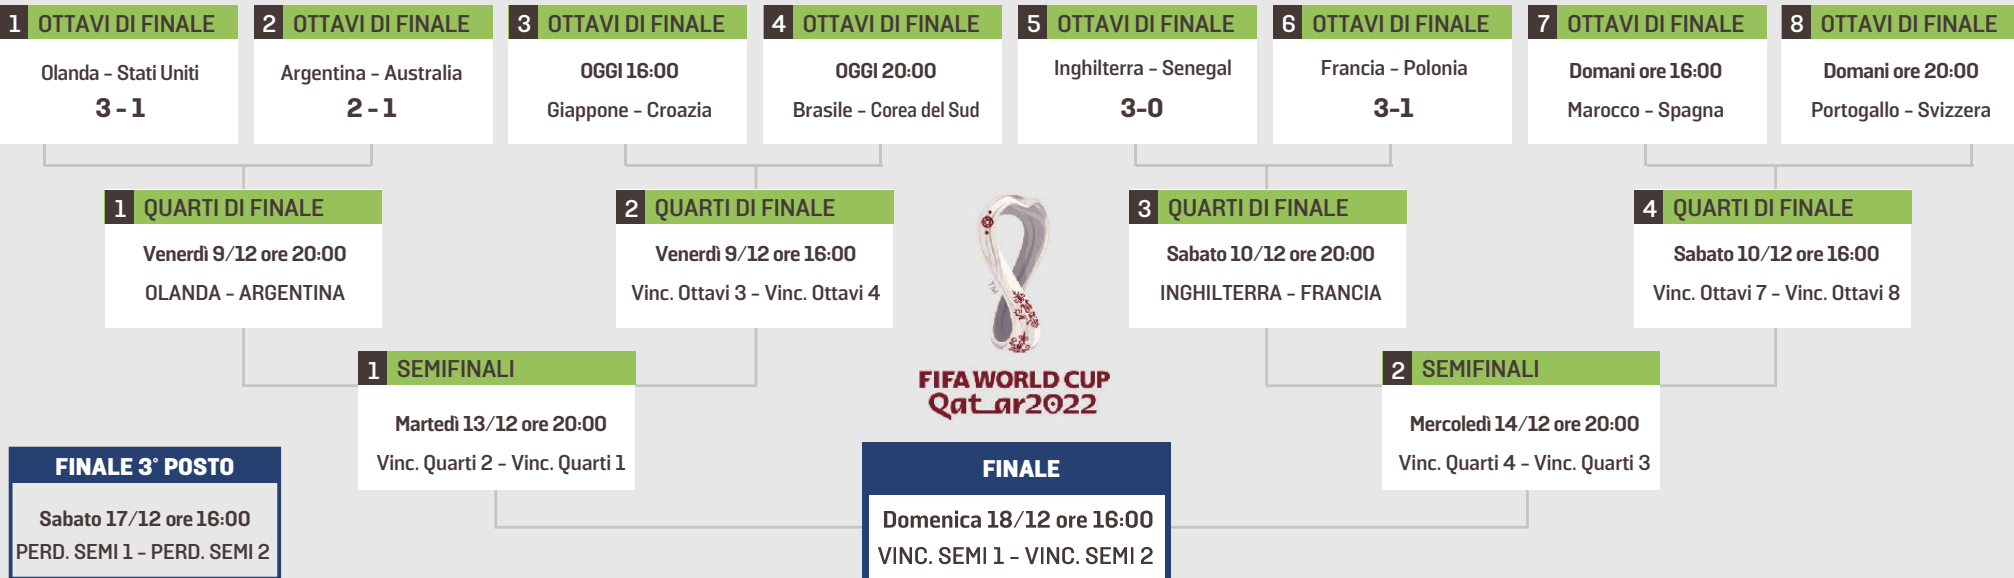 1 OTTAVI DI FINALE
Olanda - Stati Uniti
3 - 1
2 OTTAVI DI FINALE
Argentina - Australia
2 - 1
3 OTTAVI DI FINALE
OGGI 16:00
Giappone - Croazia
4 OTTAVI DI FINALE
OGGI 20:00
Brasile - Corea del Sud
5 OTTAVI DI FINALE
Inghilterra - Senegal
3-0
6 OTTAVI DI FINALE
Francia - Polonia
3-1
7 OTTAVI DI FINALE
Domani ore 16:00
Marocco - Spagna
8 OTTAVI DI FINALE
Domani ore 20:00
Portogallo - Svizzera
1 QUARTI DI FINALE
Venerdì 9/12 ore 20:00
OLANDA - ARGENTINA
2 QUARTI DI FINALE
Venerdì 9/12 ore 16:00
Vinc. Ottavi 3 - Vinc. Ottavi 4
3 QUARTI DI FINALE
Sabato 10/12 ore 20:00
INGHILTERRA - FRANCIA
4 QUARTI DI FINALE
Sabato 10/12 ore 16:00
Vinc. Ottavi 7 - Vinc. Ottavi 8
TM
FIFA WORLD CUP
Qatar2022
1 SEMIFINALI
Martedì 13/12 ore 20:00
Vinc. Quarti 2 - Vinc. Quarti 1
2 SEMIFINALI
Mercoledì 14/12 ore 20:00
Vinc. Quarti 4 - Vinc. Quarti 3
FINALE 3° POSTO
Sabato 17/12 ore 16:00
PERD. SEMI 1 - PERD. SEMI 2
FINALE
Domenica 18/12 ore 16:00
VINC. SEMI 1 - VINC. SEMI 2